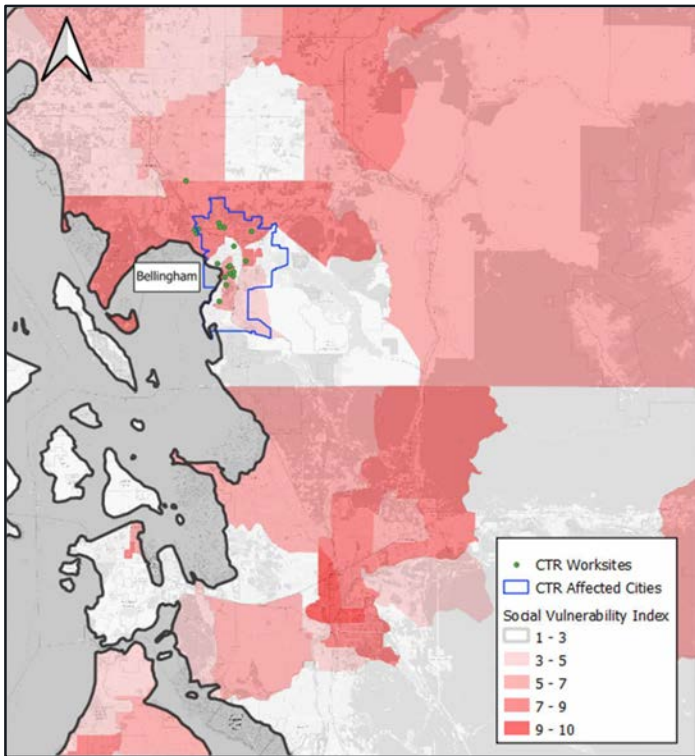 Bellingham
CTR Worksites
CTR Affected Cities
Social Vulnerability Index
1 - 3
3 - 5
5 - 7
7 - 9
9 - 10